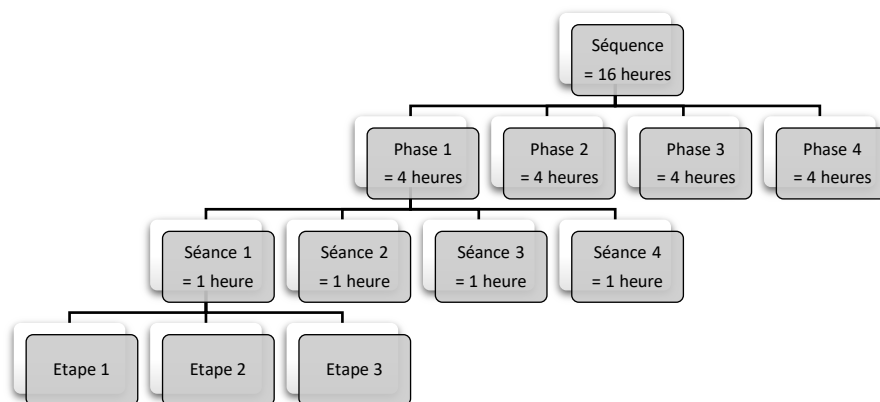 Séquence
= 16 heures
Phase 1
= 4 heures
Phase 2
= 4 heures
Phase 3
= 4 heures
Phase 4
= 4 heures
Séance 1
= 1 heure
Séance 2
= 1 heure
Séance 3
= 1 heure
Séance 4
= 1 heure
Etape 1
Etape 2
Etape 3